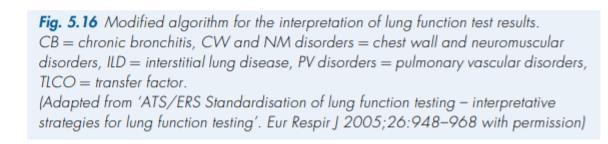 Fig. 5.16 Modified algorithm for the interpretation of lung function test results.
CB = chronic bronchitis, CW and NM disorders = chest wall and neuromuscular
disorders, ILD = interstitial lung disease, PV disorders = pulmonary vascular disorders,
TLCO = transfer factor.
(Adapted from ‘ATS/ERS Standardisation of lung function testing – interpretative
strategies for lung function testing’. Eur Respir J 2005;26:948–968 with permission)